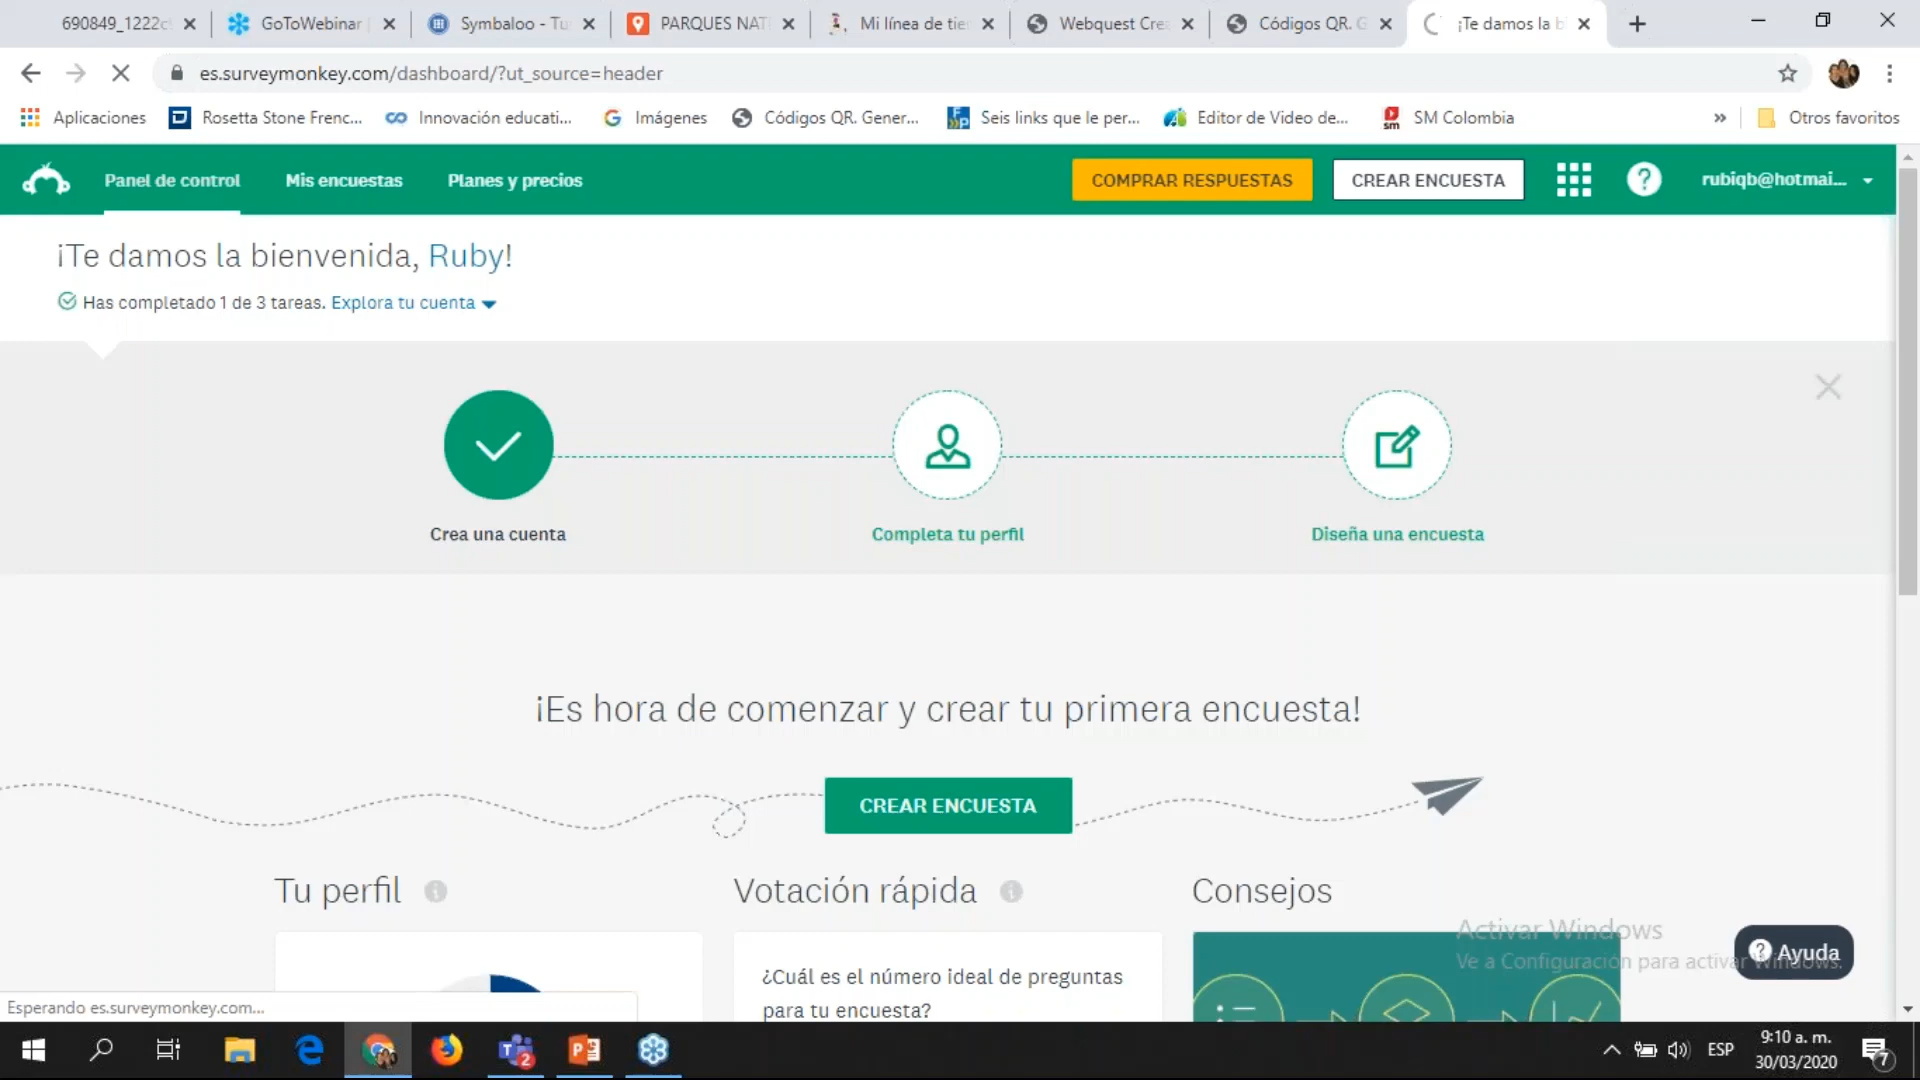 690849_1222c
GoToWebinar
Symbaloo - Tu
PARQUES NAT
Mi línea de tie
Webquest Crea
Códigos QR. G
¡Te damos la b
es.surveymonkey.com/dashboard/?ut_source=header
Aplicaciones
Rosetta Stone Frenc...
Innovación educati...
Imágenes
Códigos QR. Gener...
Seis links que le per...
Editor de Video de...
SM Colombia
Otros favoritos
Panel de control
Mis encuestas
Planes y precios
COMPRAR RESPUESTAS
CREAR ENCUESTA
rubiqb@hotmai...
¡Te damos la bienvenida, Ruby!
Has completado 1 de 3 tareas. Explora tu cuenta
Crea una cuenta
Completa tu perfil
Diseña una encuesta
¡Es hora de comenzar y crear tu primera encuesta!
CREAR ENCUESTA
Tu perfil
Votación rápida
Consejos
¿Cuál es el número ideal de preguntas
para tu encuesta?
Activar Windows
Ve a Configuración para activar Windows.
Ayuda
Esperando es.surveymonkey.com...
2
ESP
9:10 a. m.
30/03/2020
7